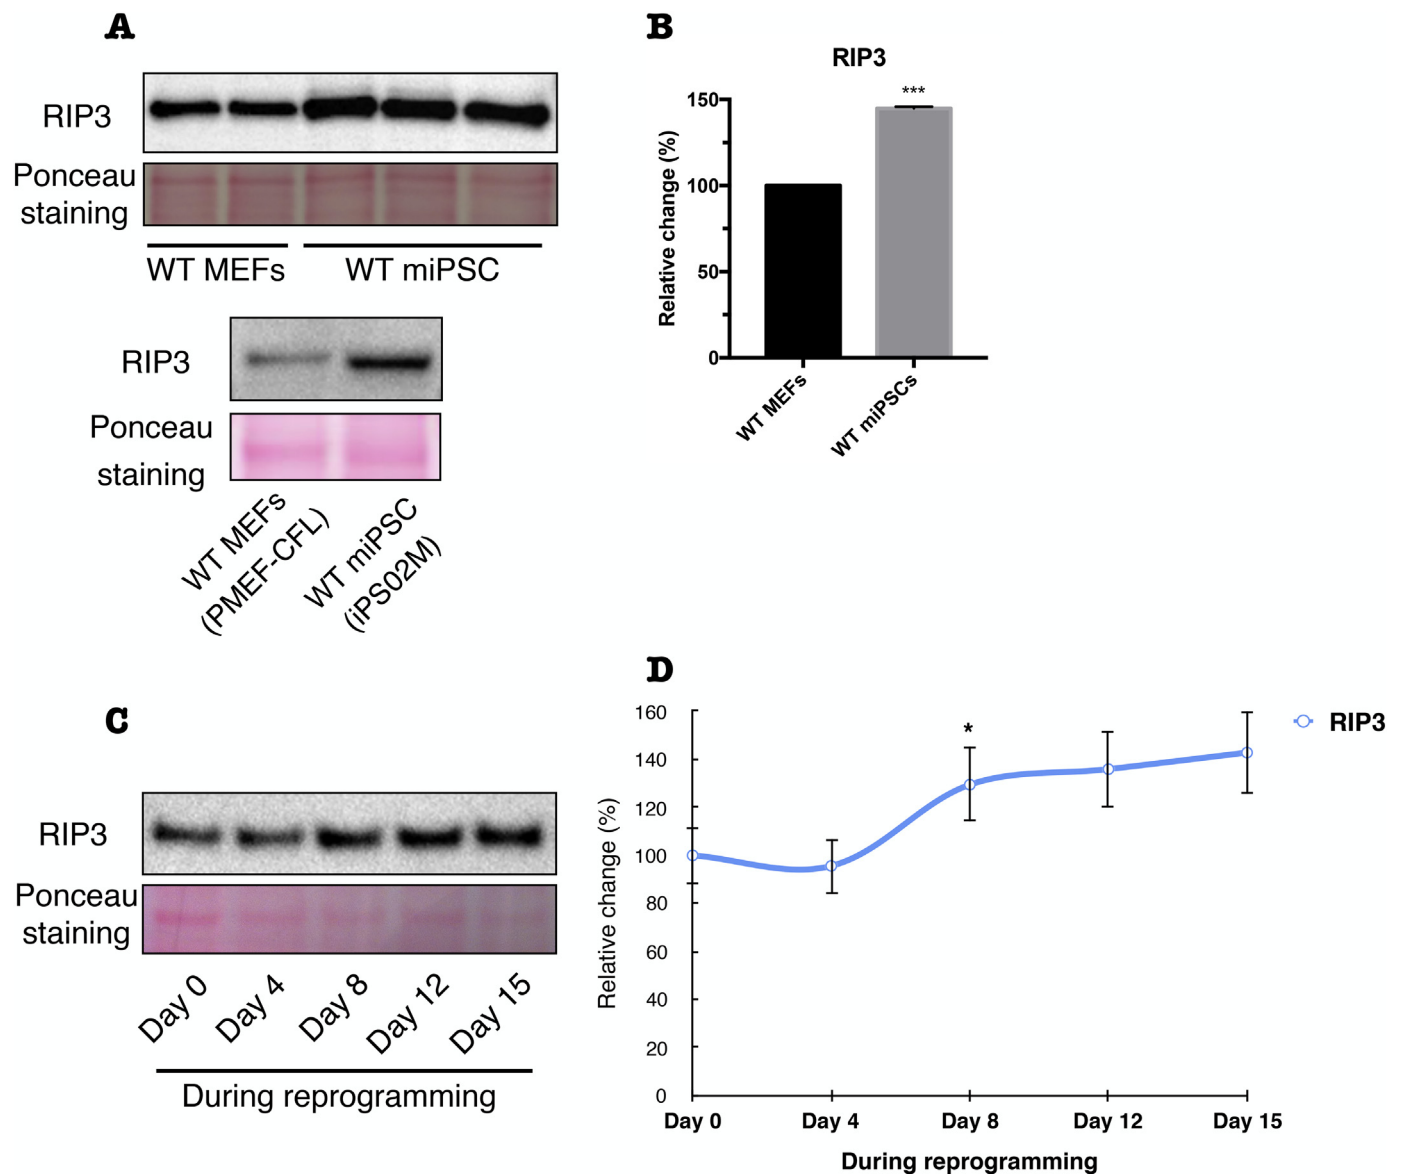 A
RIP3
Ponceau
staining
WT MEFs
WT miPSC
RIP3
Ponceau
staining
WT MEFs
(PMEF-CFL)
WT miPSC
(iPS02M)
B
RIP3
***
Relative change (%)
150
100
50
0
WT MEFs
WT miPSCs
C
RIP3
Ponceau
staining
Day 0
Day 4
Day 8
Day 12
Day 15
During reprogramming
D
RIP3
*
Relative change (%)
160
140
120
100
80
60
40
20
0
Day 0
Day 4
Day 8
Day 12
Day 15
During reprogramming